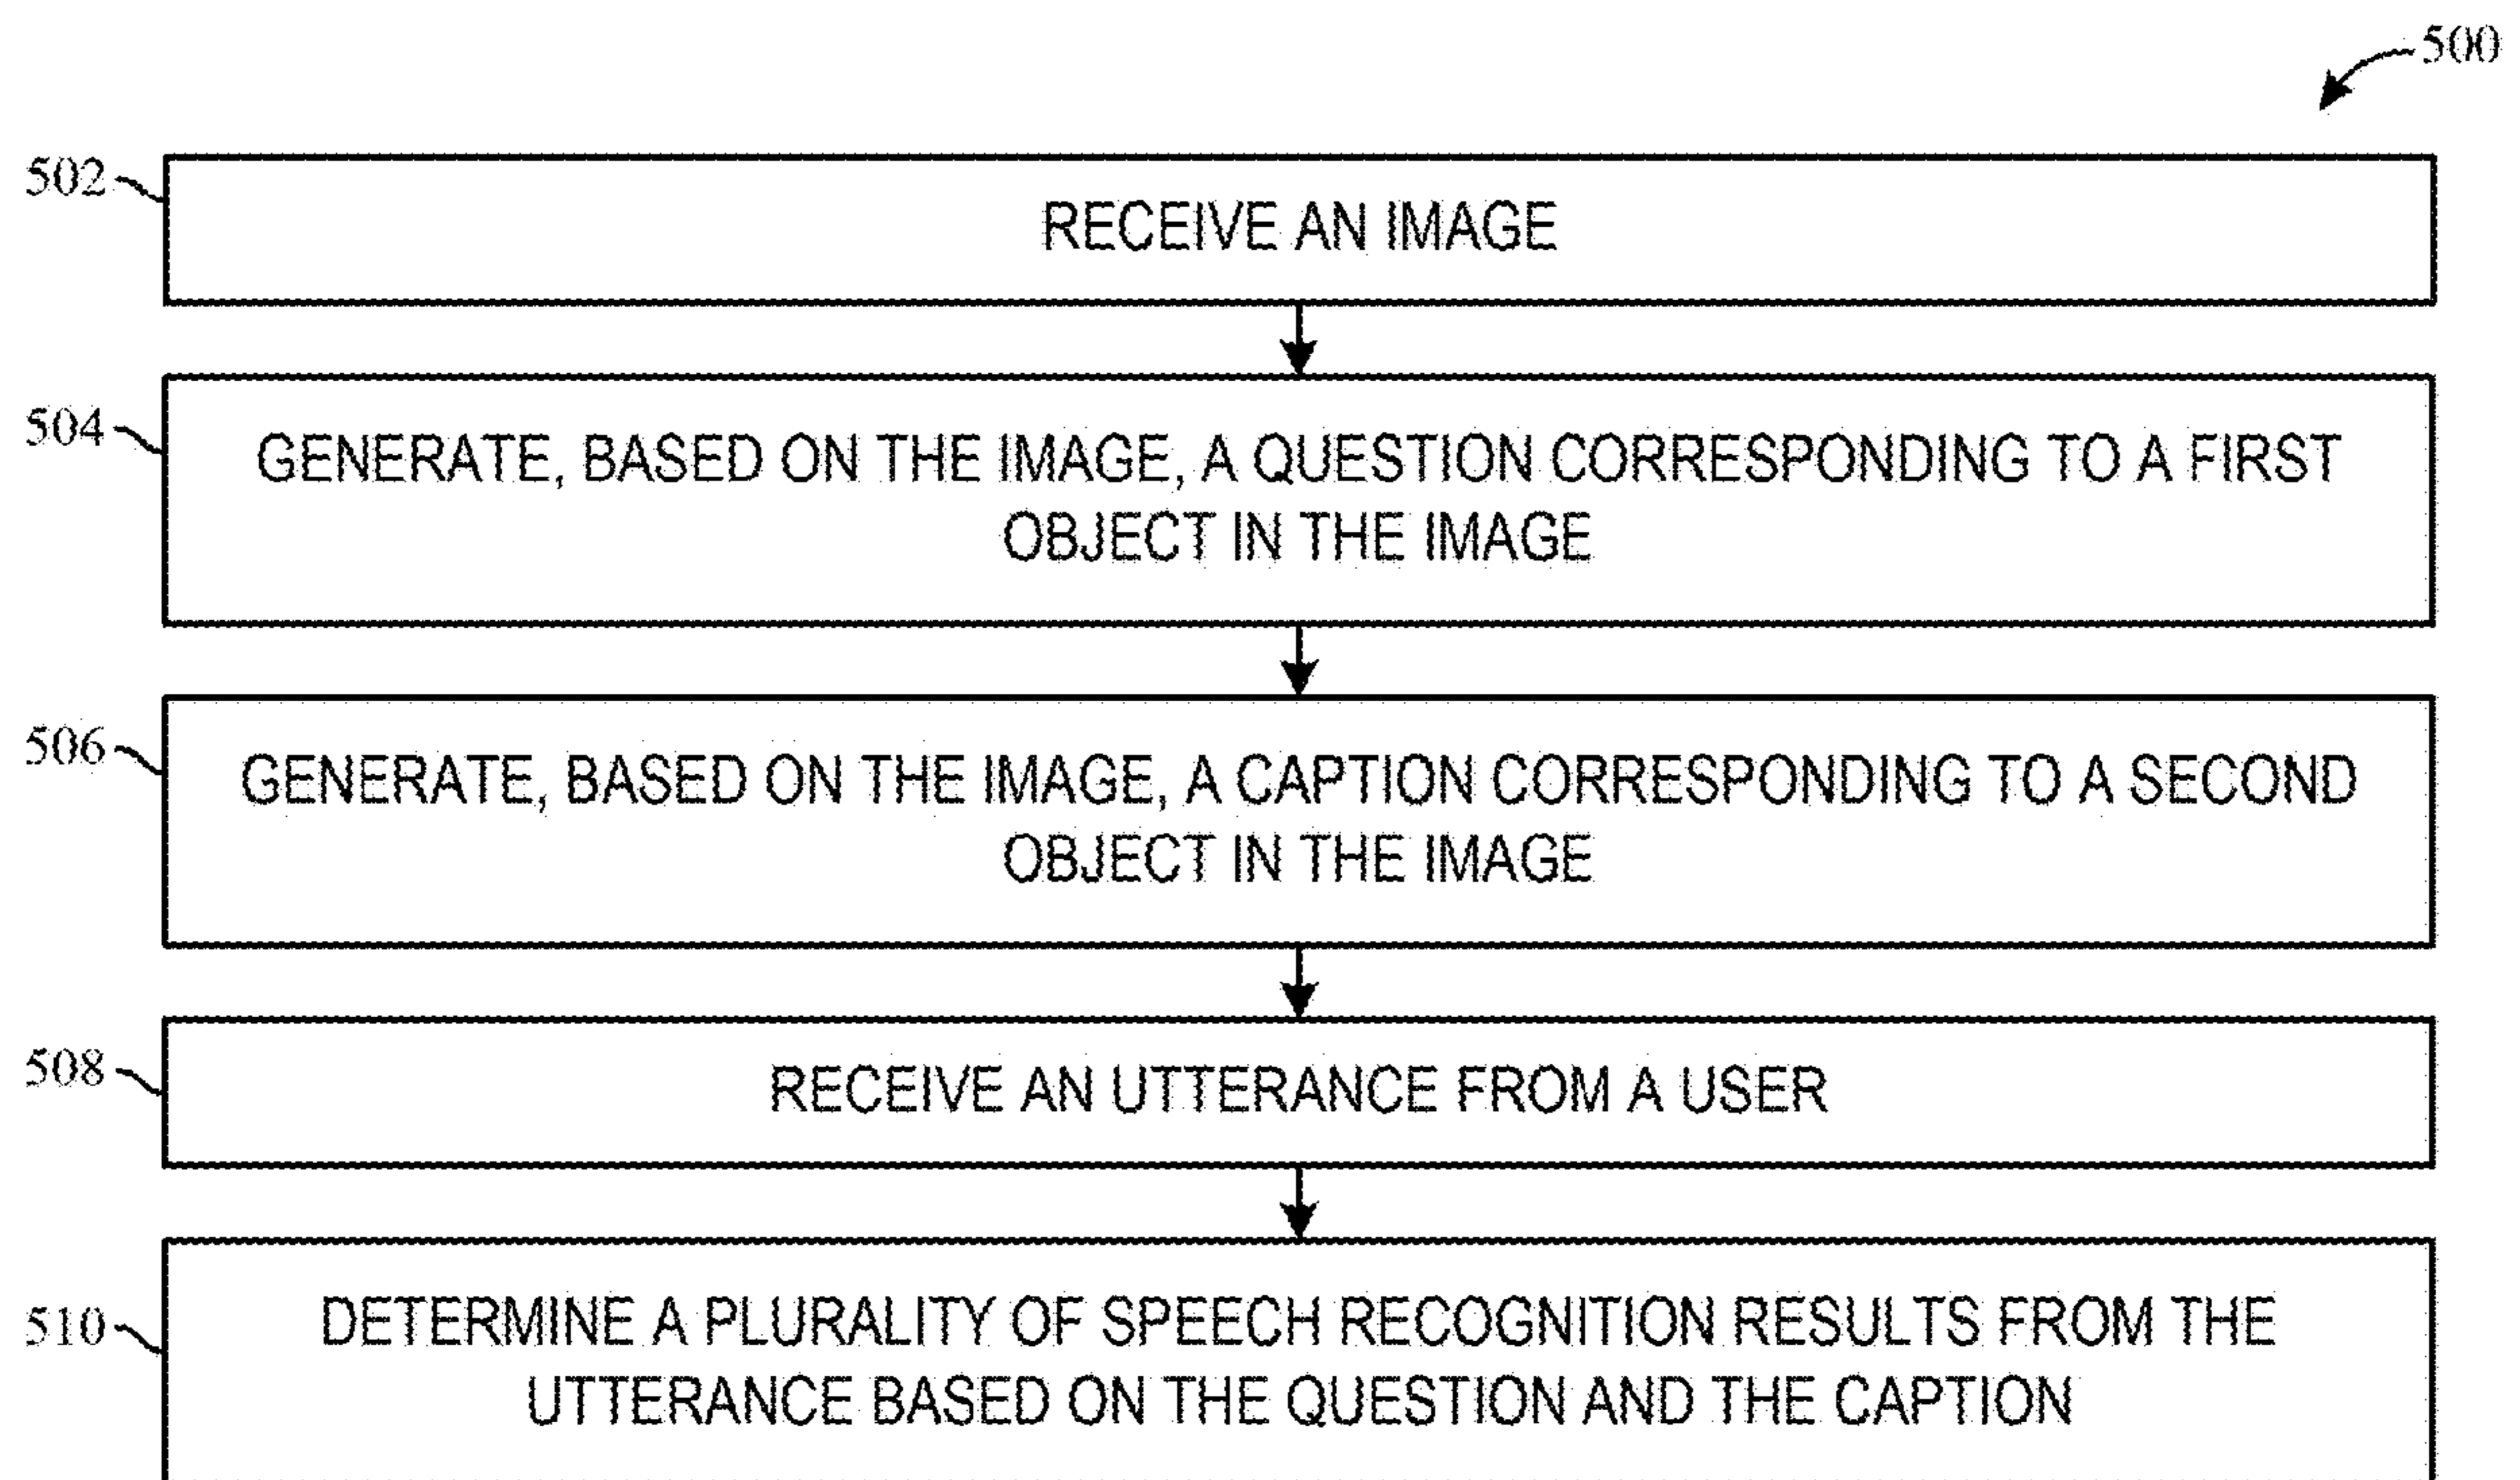 500
502
RECEIVE AN IMAGE
504
GENERATE, BASED ON THE IMAGE, A QUESTION CORRESPONDING TO A FIRST
OBJECT IN THE IMAGE
506
GENERATE, BASED ON THE IMAGE, A CAPTION CORRESPONDING TO A SECOND
OBJECT IN THE IMAGE
508
RECEIVE AN UTTERANCE FROM A USER
510
DETERMINE A PLURALITY OF SPEECH RECOGNITION RESULTS FROM THE
UTTERANCE BASED ON THE QUESTION AND THE CAPTION